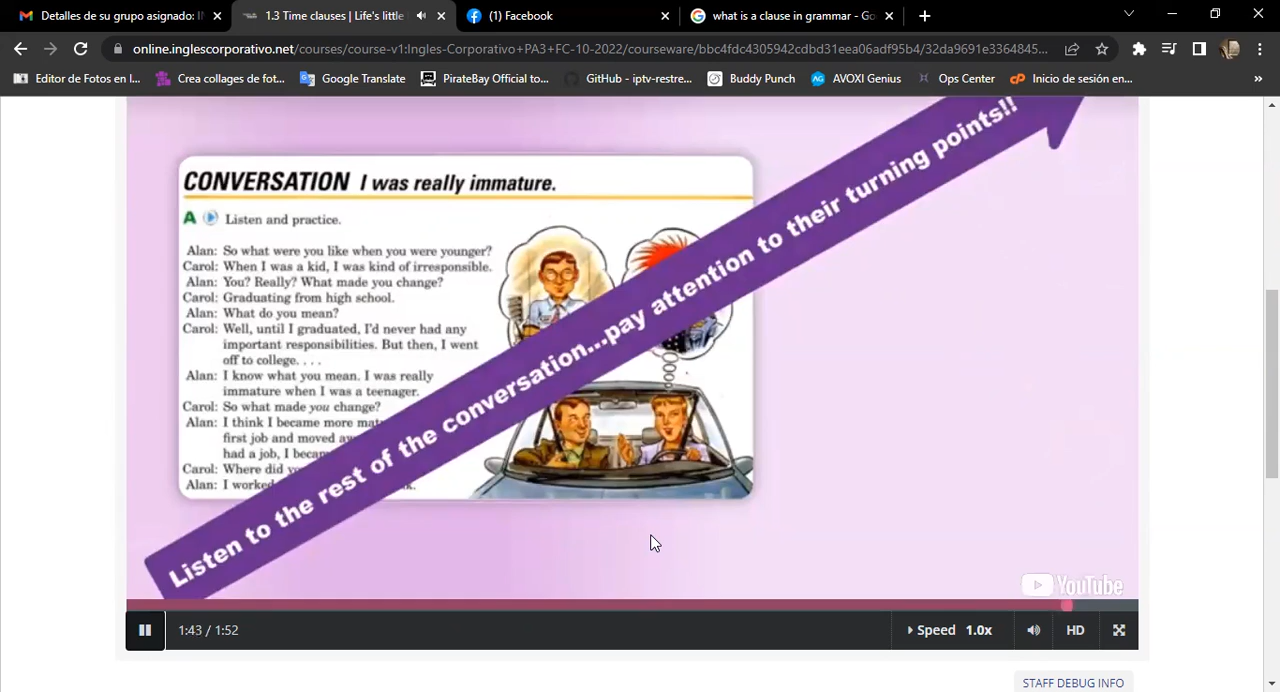 Detalles de su grupo asignado: I
1.3 Time clauses | Life's little
(1) Facebook
what is a clause in grammar - Go
online.inglescorporativo.net/courses/course-v1:Ingles-Corporativo+PA3+FC-10-2022/courseware/bbc4fdc4305942cdbd31eea06adf95b4/32da9691e3364845...
Editor de Fotos en l...
Crea collages de fot...
Google Translate
PirateBay Official to...
GitHub - iptv-restre...
Buddy Punch
AVOXI Genius
Ops Center
Inicio de sesión en...
CONVERSATION I was really immature.
A Listen and practice.
Alan: So what were you like when you were younger?
Carol: When I was a kid, I was kind of irresponsible.
Alan: You? Really? What made you change?
Carol: Graduating from high school.
Alan: What do you mean?
Carol: Well, until I graduated, I'd never had any
important responsibilities. But then, I went
off to college. . . .
Alan: I know what you mean. I was really
immature when I was a teenager.
Carol: So what made you change?
Alan: I think I became more
first job and moved
had a job, I
Carol: Where did
Alan: I worked
Listen to the rest of the conversation...pay attention to their turning points!!
YouTube
1:43 / 1:52
Speed 1.0x
HD
STAFF DEBUG INFO